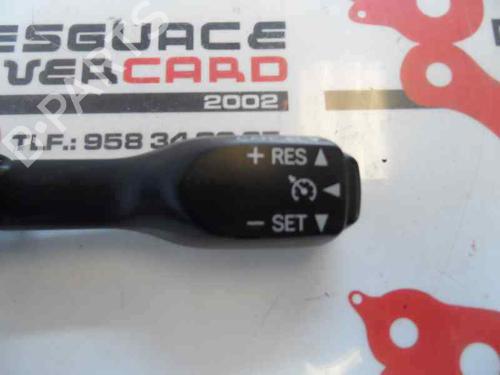 ESGUACE
VERCARD
2002
TLF.: 958 34
B-PARTS
+ RES ▲
◄
− SET ▼